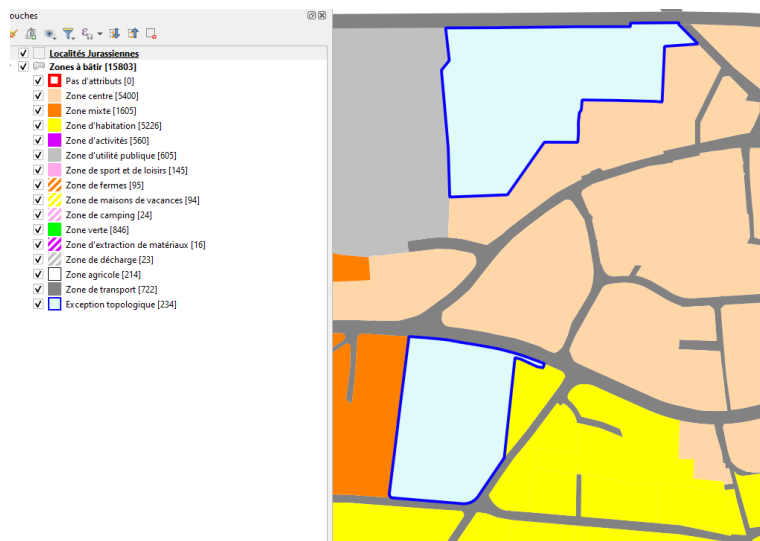 ouches
Localités Jurassiennes
Zones à bâtir [15803]
Pas d'attributs [0]
Zone centre [5400]
Zone mixte [1605]
Zone d'habitation [5226]
Zone d'activités [560]
Zone d'utilité publique [605]
Zone de sport et de loisirs [145]
Zone de fermes [95]
Zone de maisons de vacances [94]
Zone de camping [24]
Zone verte [846]
Zone d'extraction de matériaux [16]
Zone de décharge [23]
Zone agricole [214]
Zone de transport [722]
Exception topologique [234]